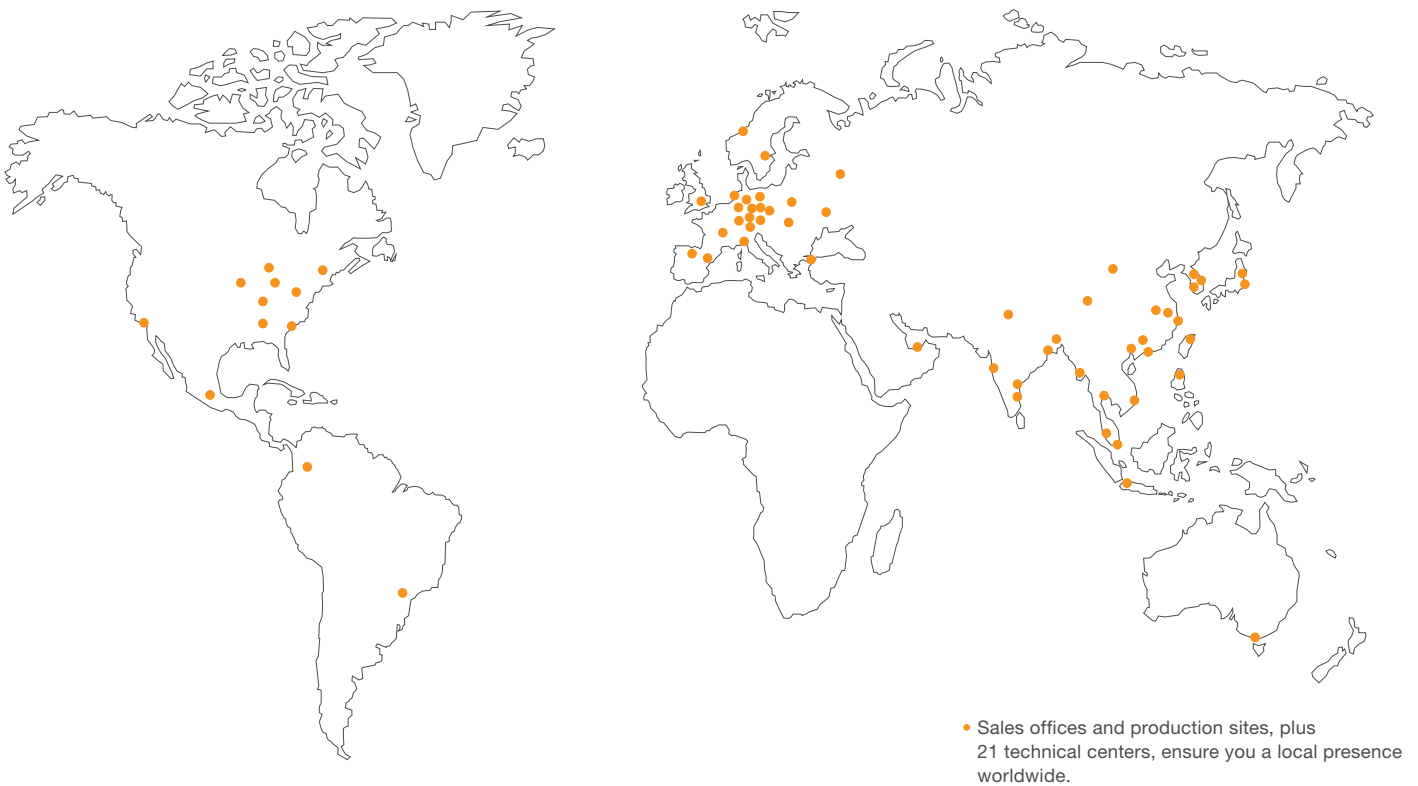 Sales offices and production sites, plus
21 technical centers, ensure you a local presence
worldwide.